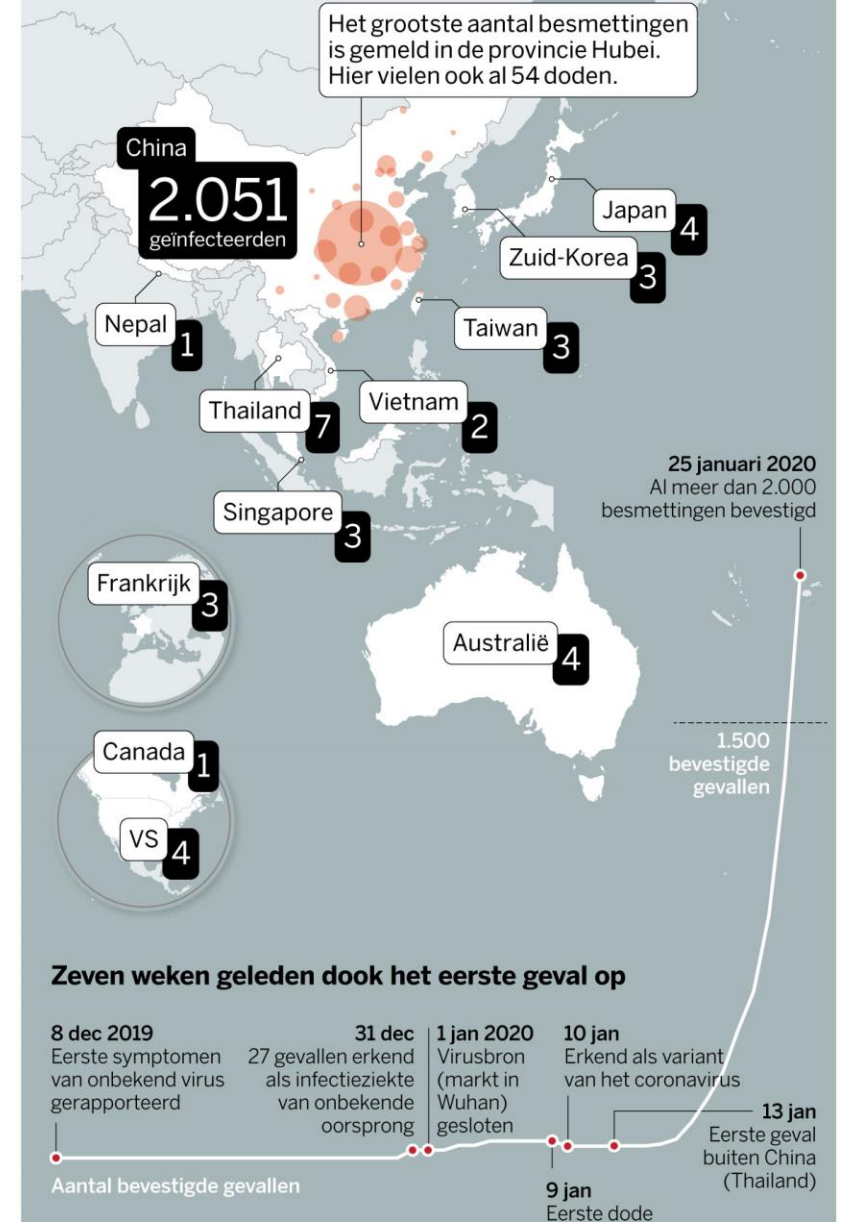 Het grootste aantal besmettingen
is gemeld in de provincie Hubei.
Hier vielen ook al 54 doden.
China
2.051
geïnfecteerden
Japan
4
Zuid-Korea
3
Nepal
1
Taiwan
3
Thailand
7
Vietnam
2
Singapore
3
25 januari 2020
Al meer dan 2.000
besmettingen bevestigd
Frankrijk
3
Australië
4
Canada
1
VS
4
1.500
bevestigde
gevallen
Zeven weken geleden dook het eerste geval op
8 dec 2019
Eerste symptomen
van onbekend virus
gerapporteerd
31 dec
27 gevallen erkend
als infectieziekte
van onbekende
oorsprong
1 jan 2020
Virusbron
(markt in
Wuhan)
gesloten
10 jan
Erkend als variant
van het coronavirus
13 jan
Eerste geval
buiten China
(Thailand)
Aantal bevestigde gevallen
9 jan
Eerste dode